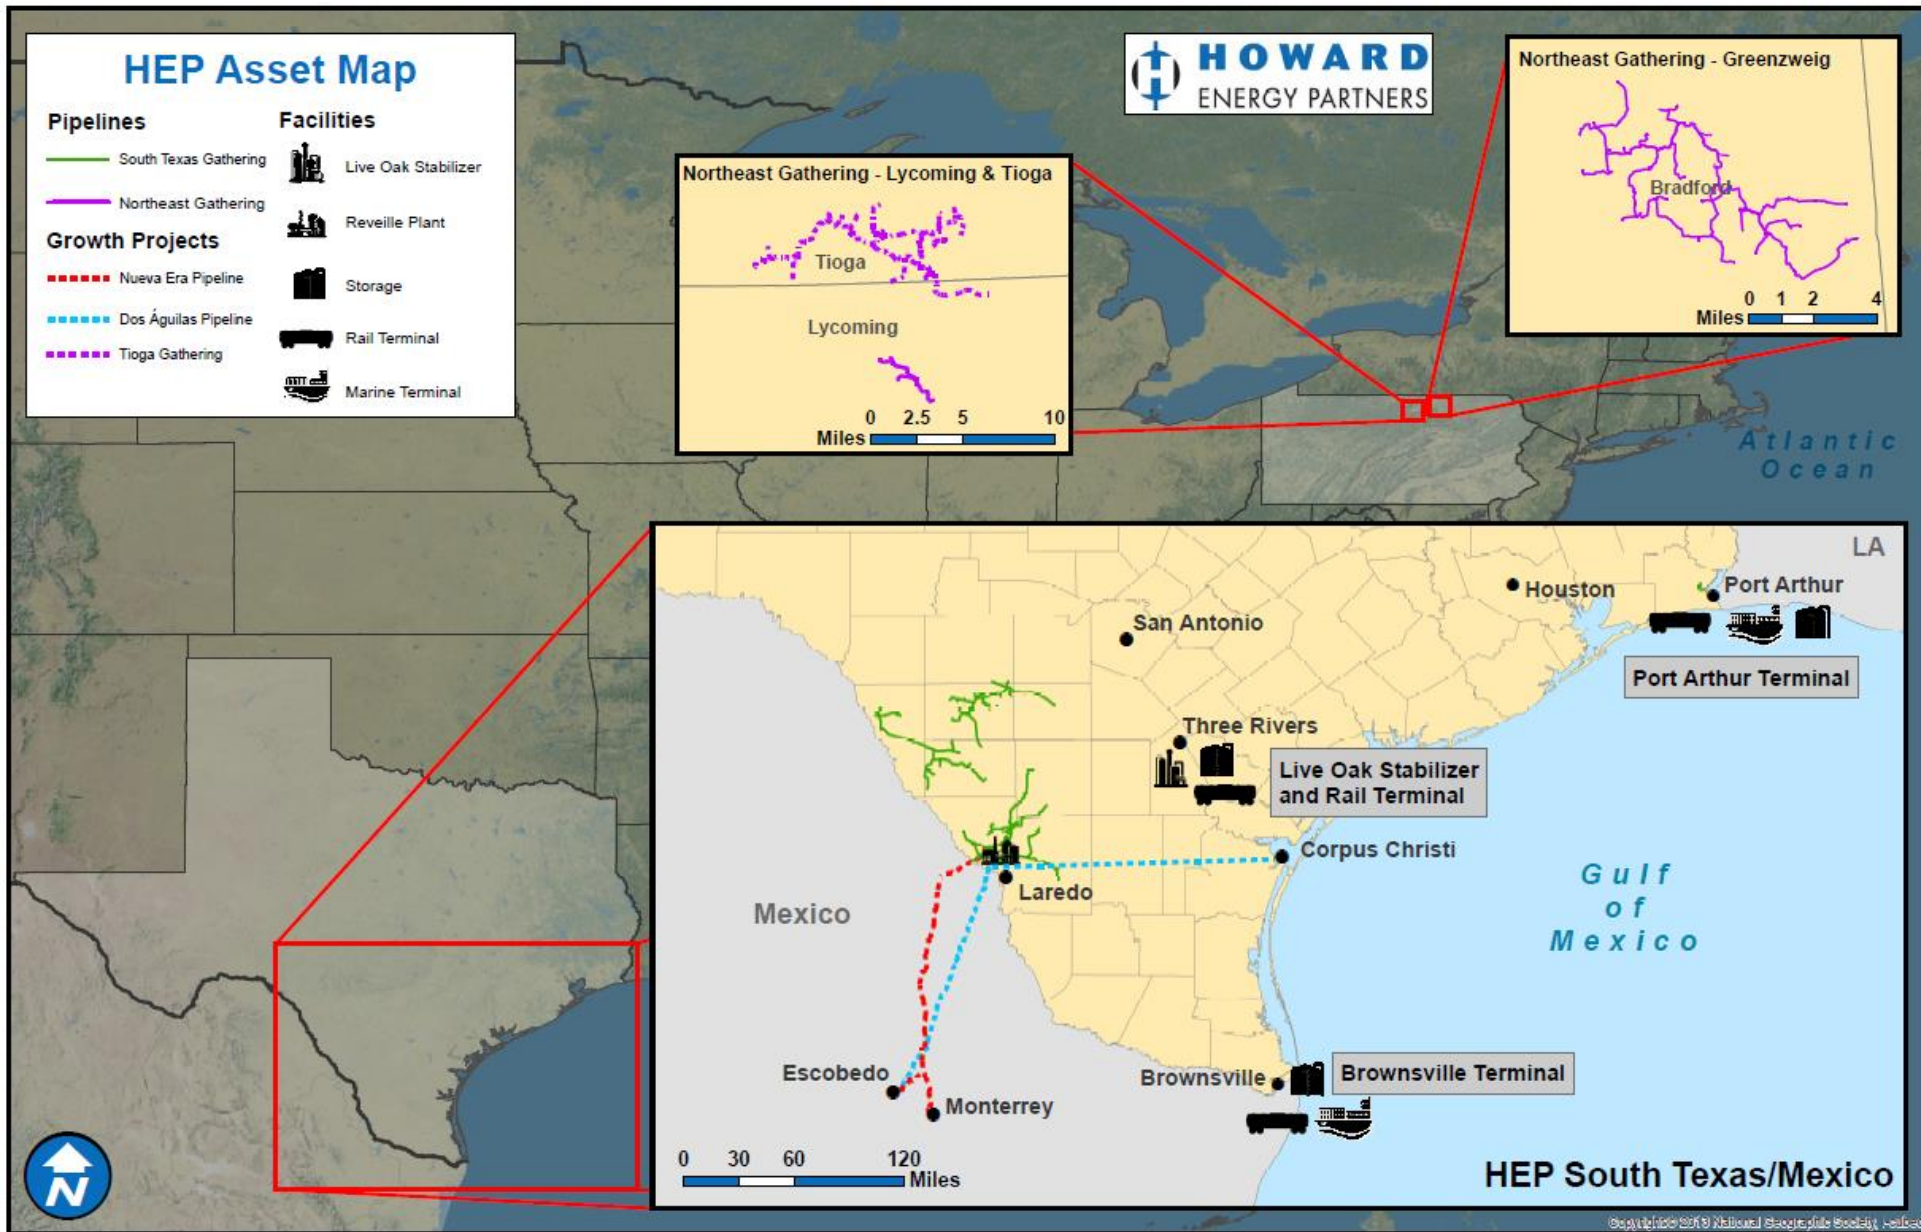 HEP Asset Map
Pipelines
South Texas Gathering
Northeast Gathering
Growth Projects
Nueva Era Pipeline
Dos Águilas Pipeline
Tioga Gathering
Facilities
Live Oak Stabilizer
Reveille Plant
Storage
Rail Terminal
Marine Terminal
HOWARD
ENERGY PARTNERS
Northeast Gathering - Lycoming & Tioga
Tioga
Lycoming
0 2.5 5 10
Miles
Northeast Gathering - Greenzweig
Bradford
0 1 2 4
Miles
Atlantic
Ocean
LA
Houston
Port Arthur
San Antonio
Port Arthur Terminal
Three Rivers
Live Oak Stabilizer
and Rail Terminal
Corpus Christi
Laredo
Mexico
Gulf
of
Mexico
Escobedo
Monterrey
Brownsville
Brownsville Terminal
0 30 60 120
Miles
HEP South Texas/Mexico
N
National Geographic Society